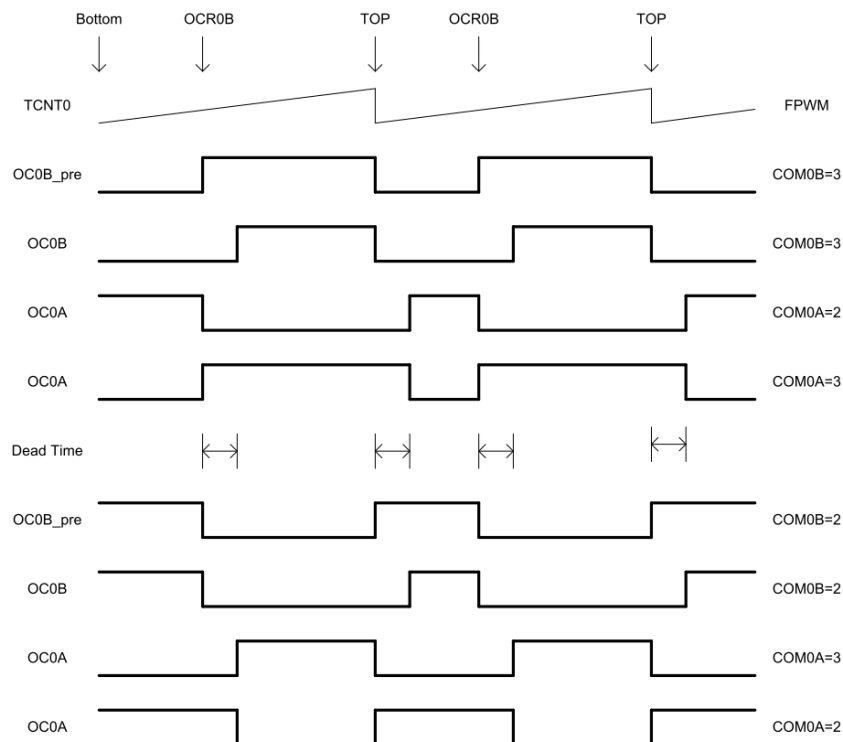 Bottom OCR0B TOP OCR0B TOP
TCNT0 FPWM
OC0B_pre COM0B=3
OC0B COM0B=3
OC0A COM0A=2
OC0A COM0A=3
Dead Time
OC0B_pre COM0B=2
OC0B COM0B=2
OC0A COM0A=3
OC0A COM0A=2